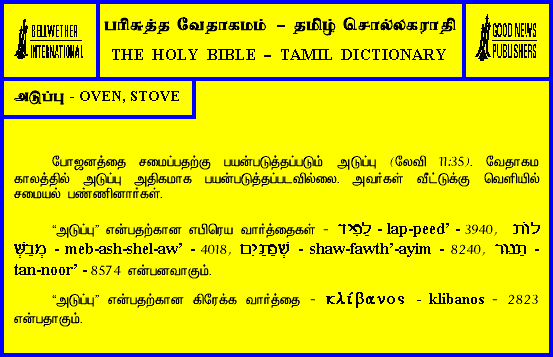 BELLWETHER
INTERNATIONAL
பரிசுத்த வேதாகமம் – தமிழ் சொல்லகராதி
THE HOLY BIBLE – TAMIL DICTIONARY
GOOD NEWS
PUBLISHERS
அடுப்பு - OVEN, STOVE
போஜனத்தை சமைப்பதற்கு பயன்படுத்தப்படும் அடுப்பு (லேவி 11:35). வேதாகம
காலத்தில் அடுப்பு அதிகமாக பயன்படுத்தப்படவில்லை. அவர்கள் வீட்டுக்கு வெளியில்
சமையல் பண்ணினார்கள்.
“அடுப்பு” என்பதற்கான எபிரெய வார்த்தைகள் - לַפִּיד - lap-peed’ - 3940,
- meb-ash-shel-aw’ - 4018, שְׁפַתַּיִם - shaw-fawth’-ayim - 8240, תַּנּוּר -
tan-noor’ - 8574 என்பனவாகும்.
“அடுப்பு” என்பதற்கான கிரேக்க வார்த்தை - κλίβανος - klibanos - 2823
என்பதாகும்.